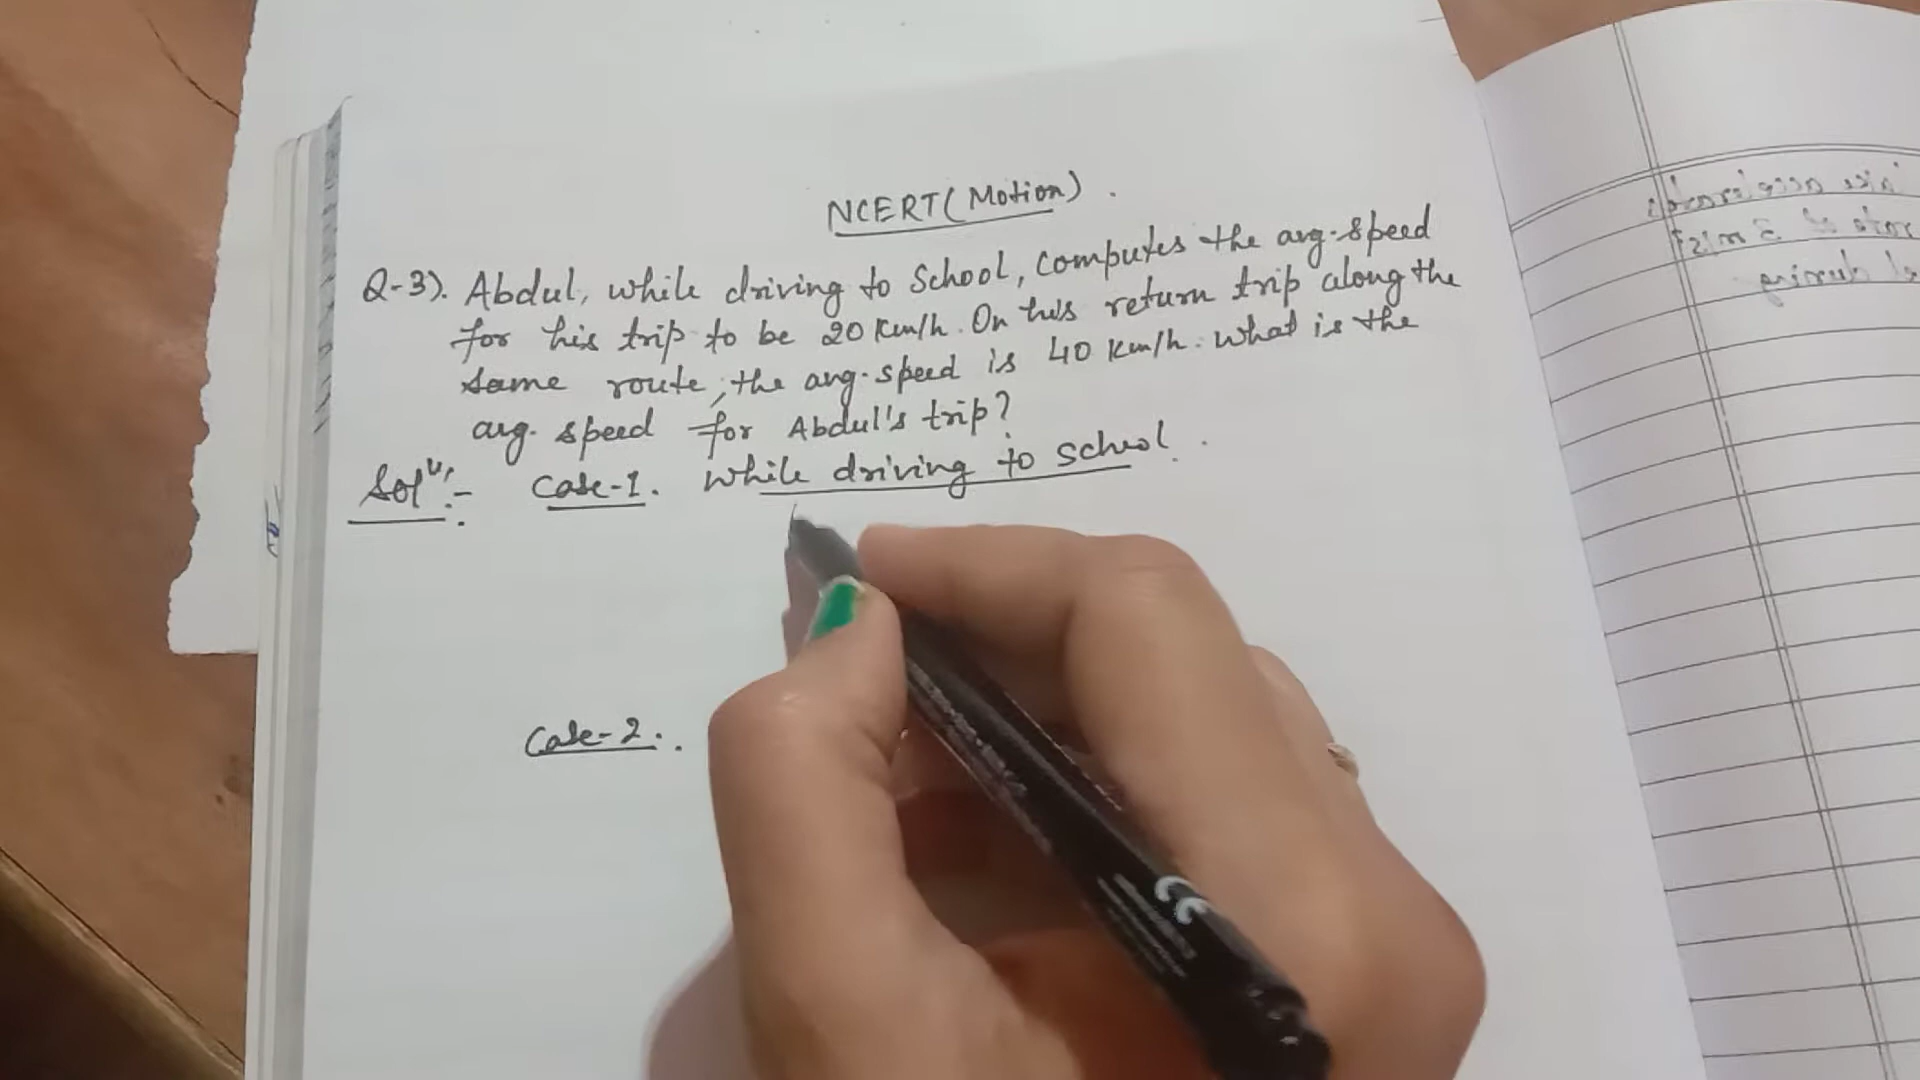 NCERT (Motion).
Q-3). Abdul, while driving to School, computes the avg. speed
for his trip to be 20 Km/h. On his return trip along the
same route, the avg. speed is 40 Km/h. What is the
avg. speed for Abdul's trip?
Solⁿ:- Case-1. While driving to school.
Case-2.
CE